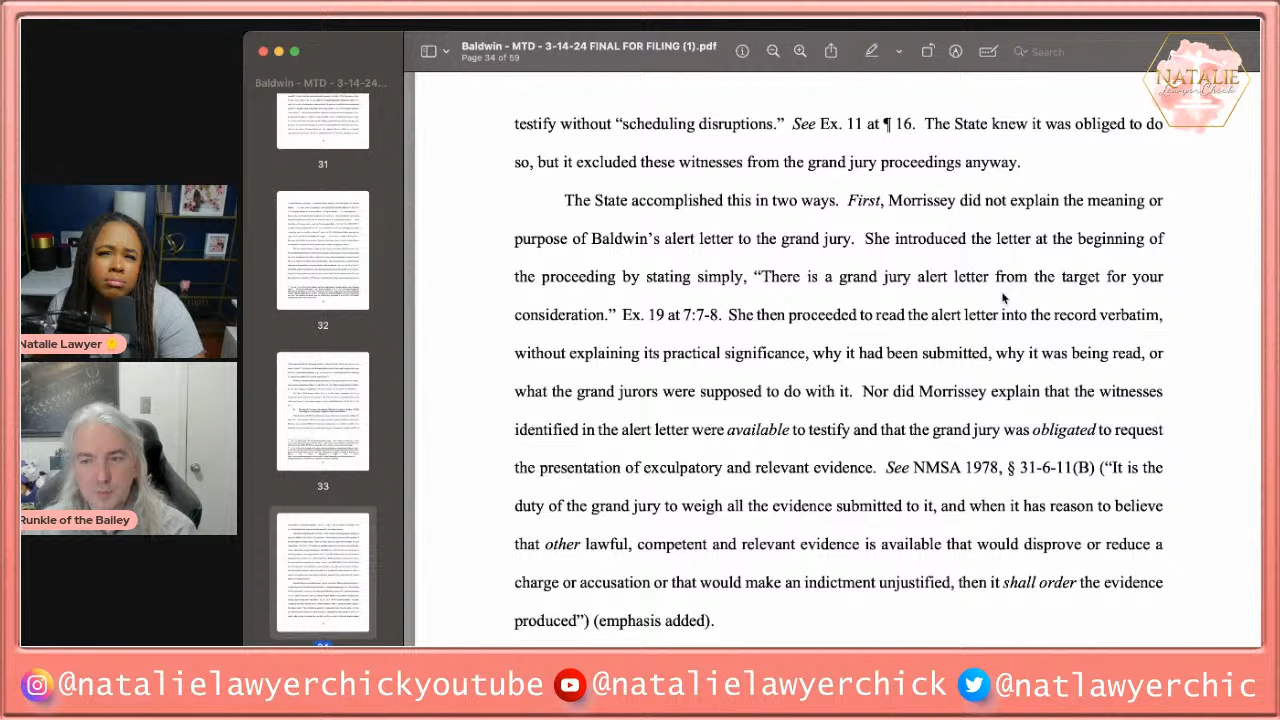 Baldwin - MTD - 3-14-24 FINAL FOR FILING (1).pdf
Page 34 of 59
Search
NATALIE
LawyerChick
Baldwin - MTD - 3-14-24...
31
32
33
testify with "scheduling directives." See Ex. 11 at ¶ 16. The State knew it was obliged to do
so, but it excluded these witnesses from the grand jury proceedings anyway.
The State accomplished this in two ways. First, Morrissey did not explain the meaning or
purpose of Baldwin's alert letter to the grand jury. She introduced the letter at the beginning of
the proceeding by stating simply: "There is a grand jury alert letter from the target for your
consideration." Ex. 19 at 7:7-8. She then proceeded to read the alert letter into the record verbatim,
without explaining its practical significance, why it had been submitted, why it was being read, or
what the grand jurors were supposed to do with it. Nor did Morrissey explain that the witnesses
identified in the alert letter were available to testify and that the grand jury was obligated to request
the presentation of exculpatory and relevant evidence. See NMSA 1978, § 31-6-11(B) ("It is the
duty of the grand jury to weigh all the evidence submitted to it, and when it has reason to believe
that other lawful, competent and relevant evidence is available that would disprove or reduce a
charge or accusation or that would make an indictment unjustified, then it shall order the evidence
produced") (emphasis added).
Natalie Lawyer
Runkle of the Bailey
@natalielawyerchickyoutube
@natalielawyerchick
@natlawyerchic